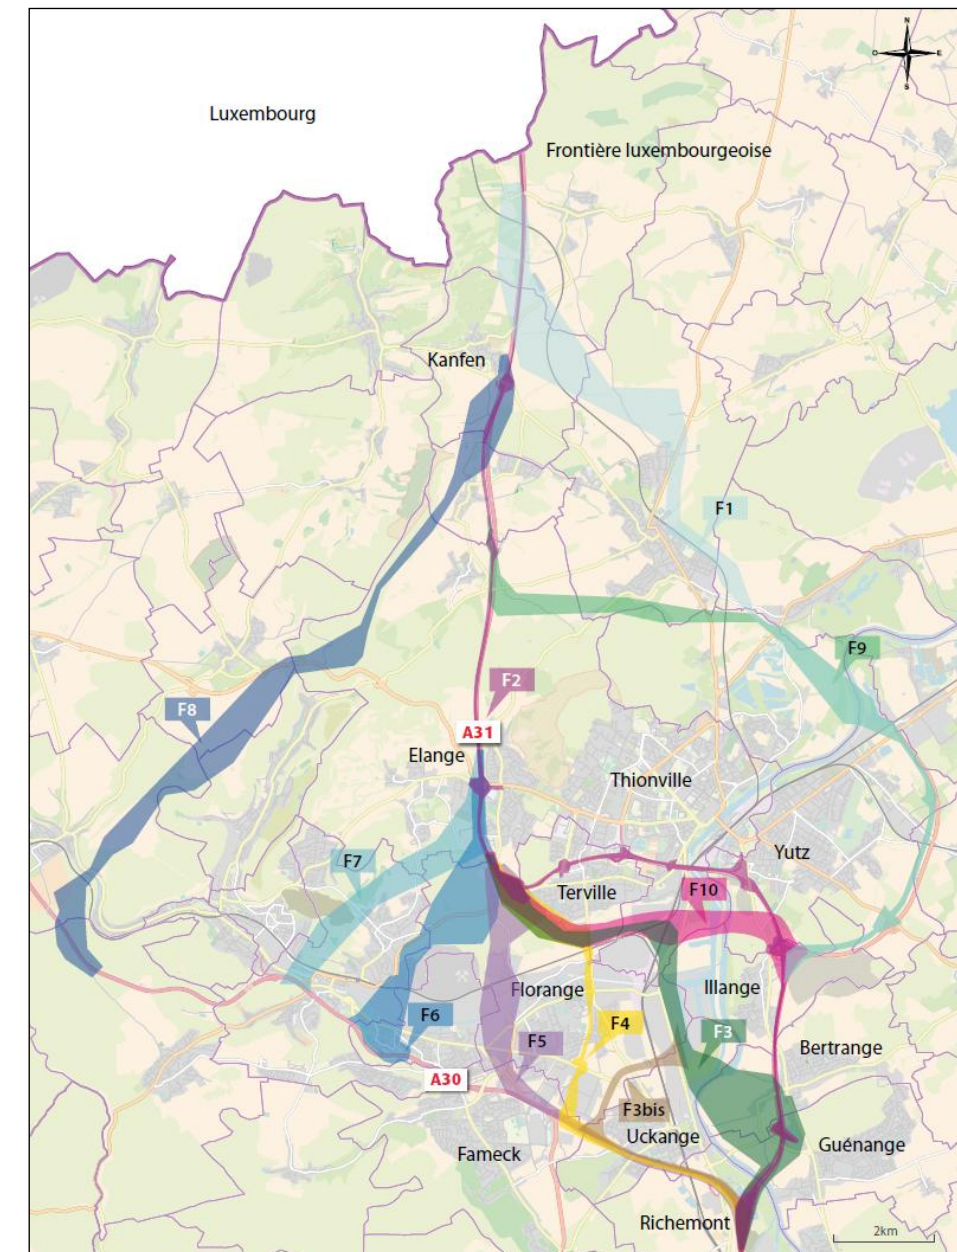 N
O E
S
Luxembourg
Frontière luxembourgeoise
Kanfen
F1
F9
F2
F8
A31
Elange
Thionville
Yutz
F7
Terville
F10
Florange
Illange
F6
F4
F3
F5
Bertrange
A30
F3bis
Uckange
Guénange
Fameck
Richemont
2km